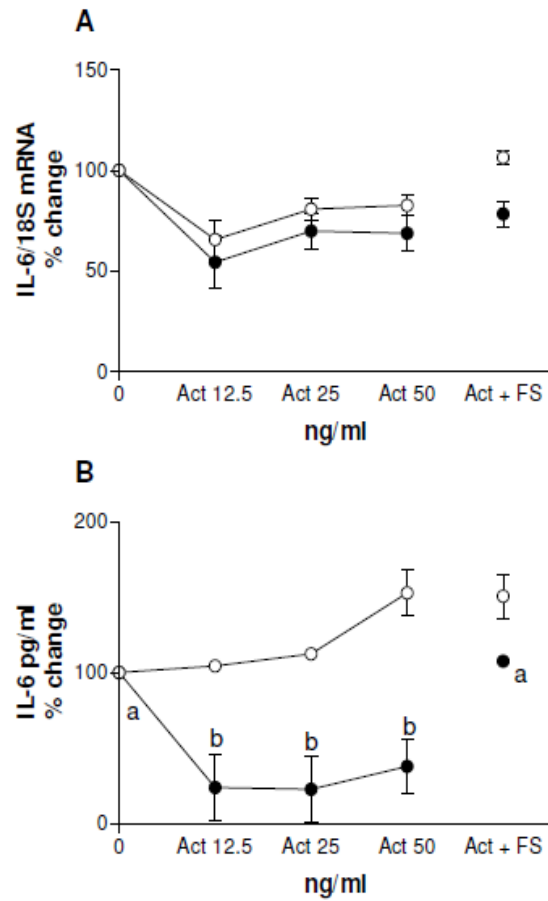 A
IL-6/18S mRNA
% change
150
100
50
0
0 Act 12.5 Act 25 Act 50 Act + FS
ng/ml
B
IL-6 pg/ml
% change
200
100
0
a
b b b
a
0 Act 12.5 Act 25 Act 50 Act + FS
ng/ml